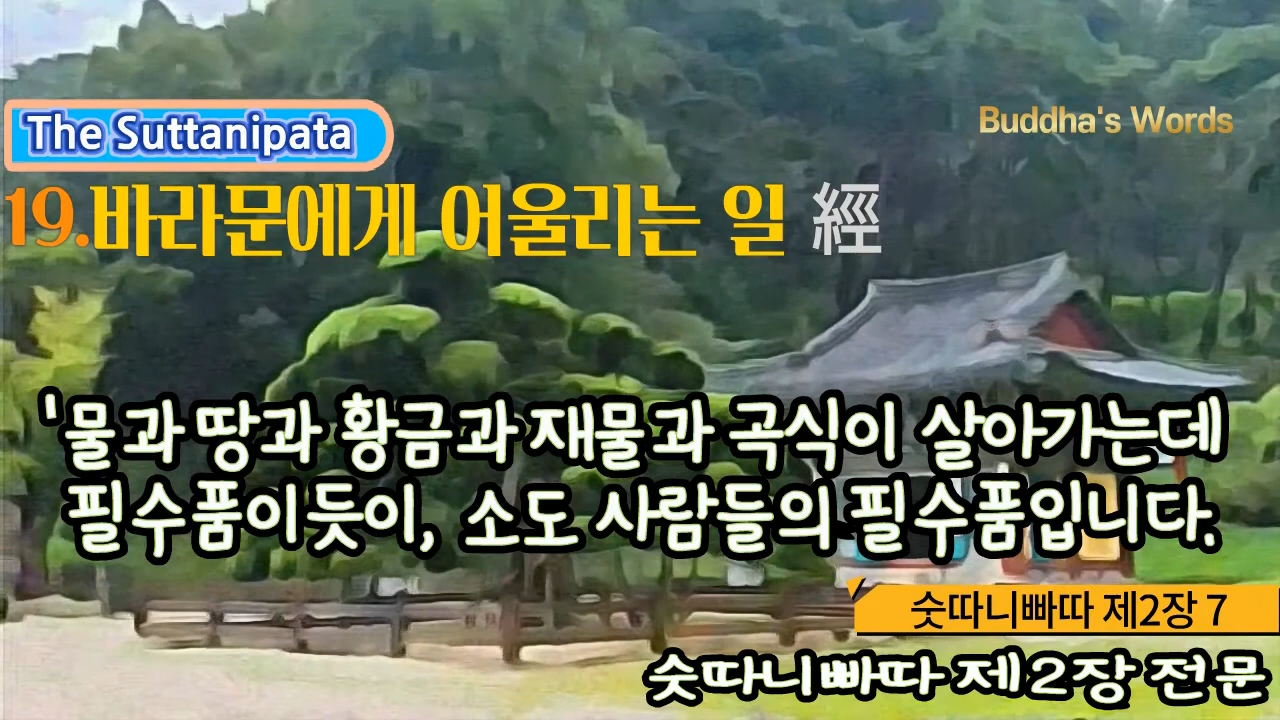 The Suttanipata
Buddha's Words
19.바라문에게 어울리는 일 經
'물과 땅과 황금과 재물과 곡식이 살아가는데
필수품이듯이, 소도 사람들의 필수품입니다.
숫따니빠따 제2장 7
숫따니빠따 제2장 전문